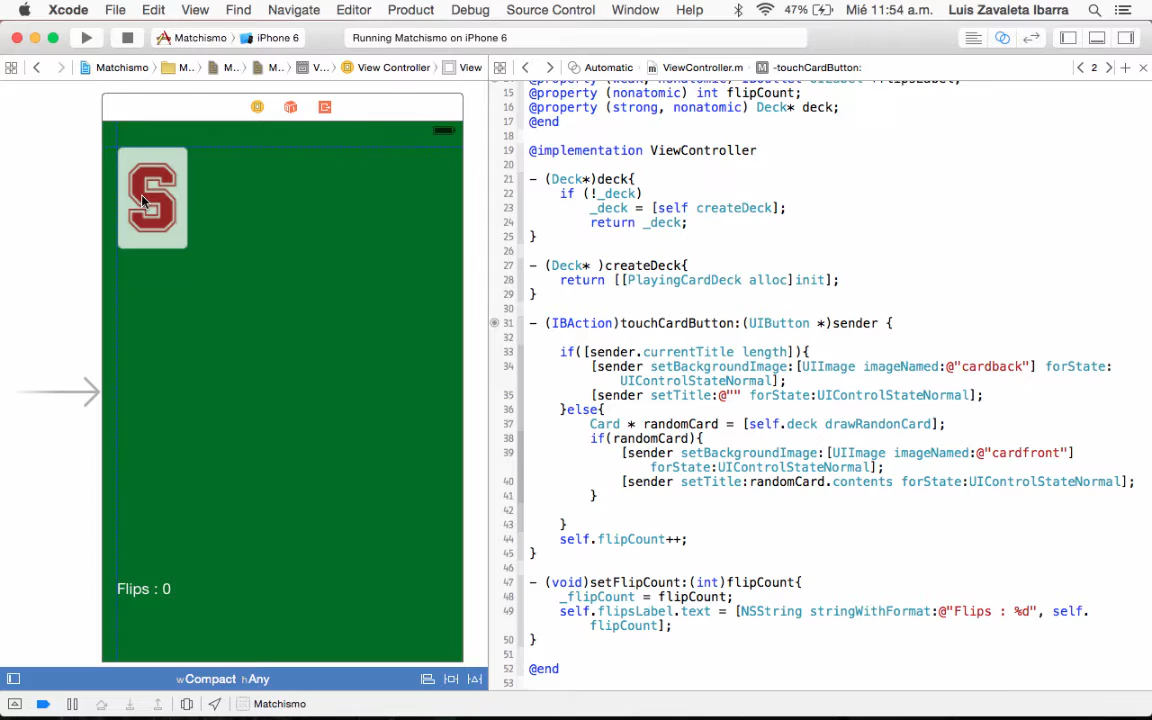 Xcode File Edit View Find Navigate Editor Product Debug Source Control Window Help 47% Mié 11:54 a.m. Luis Zavaleta Ibarra
Matchismo iPhone 6 Running Matchismo on iPhone 6
Matchismo M... M... M... V... View Controller View Automatic ViewController.m -touchCardButton: 2
15 @property (nonatomic) int flipCount;
16 @property (strong, nonatomic) Deck* deck;
17 @end
18
19 @implementation ViewController
20
21 - (Deck*)deck{
22 if (!_deck)
23 _deck = [self createDeck];
24 return _deck;
25 }
26
27 - (Deck* )createDeck{
28 return [[PlayingCardDeck alloc]init];
29 }
30
31 - (IBAction)touchCardButton:(UIButton *)sender {
32
33 if([sender.currentTitle length]){
34 [sender setBackgroundImage:[UIImage imageNamed:@"cardback"] forState:
UIControlStateNormal];
35 [sender setTitle:@"" forState:UIControlStateNormal];
36 }else{
37 Card * randomCard = [self.deck drawRandonCard];
38 if(randomCard){
39 [sender setBackgroundImage:[UIImage imageNamed:@"cardfront"]
forState:UIControlStateNormal];
40 [sender setTitle:randomCard.contents forState:UIControlStateNormal];
41 }
42
43 }
44 self.flipCount++;
45 }
46
47 - (void)setFlipCount:(int)flipCount{
48 _flipCount = flipCount;
49 self.flipsLabel.text = [NSString stringWithFormat:@"Flips : %d", self.
flipCount];
50 }
51
52 @end
53
S
Flips : 0
wCompact hAny
Matchismo